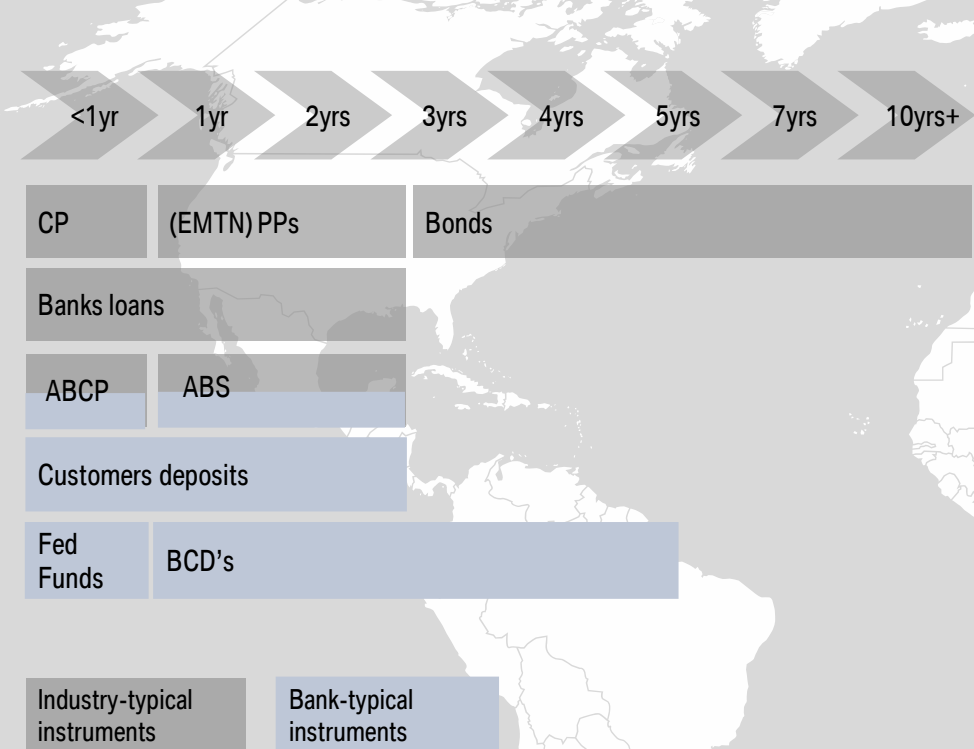 <1yr 1yr 2yrs 3yrs 4yrs 5yrs 7yrs 10yrs+
CP (EMTN) PPs Bonds
Banks loans
ABCP ABS
Customers deposits
Fed
Funds
BCD’s
Industry-typical
instruments
Bank-typical
instruments